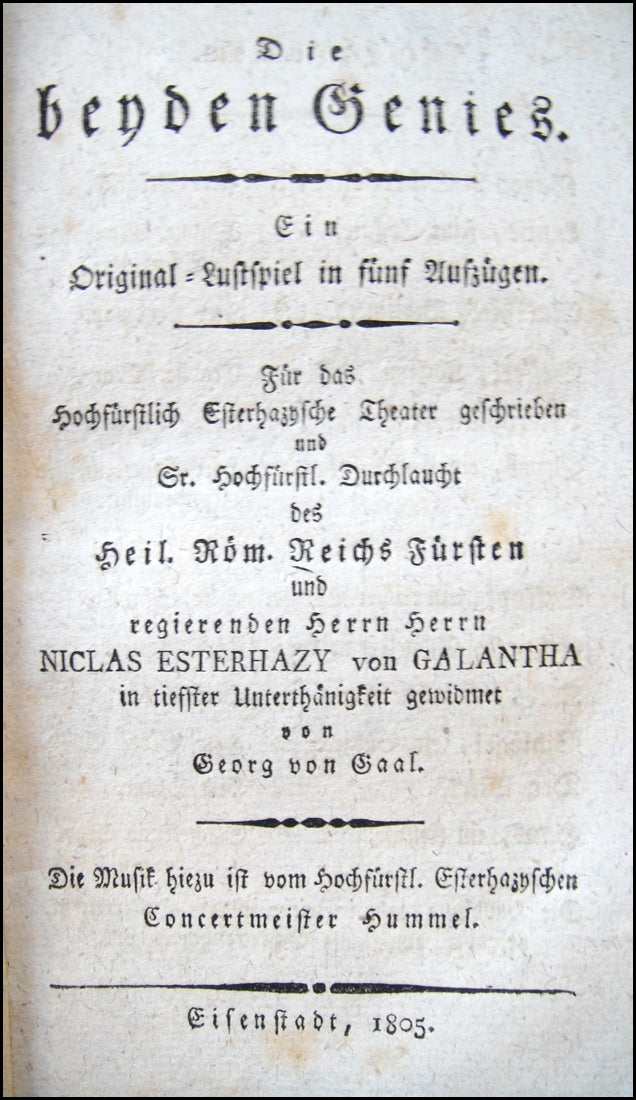 Die
beyden Genies.
Ein
Original-Lustspiel in fünf Aufzügen.
Für das
Hochfürstlich Esterhazysche Theater geschrieben
und
Sr. Hochfürstl. Durchlaucht
des
Heil. Röm. Reichs Fürsten
und
regierenden Herrn Herrn
NICLAS ESTERHAZY von GALANTHA
in tiefster Unterthänigkeit gewidmet
von
Georg von Gaal.
Die Musik hiezu ist vom Hochfürstl. Esterhazyschen
Concertmeister Hummel.
Eisenstadt, 1805.